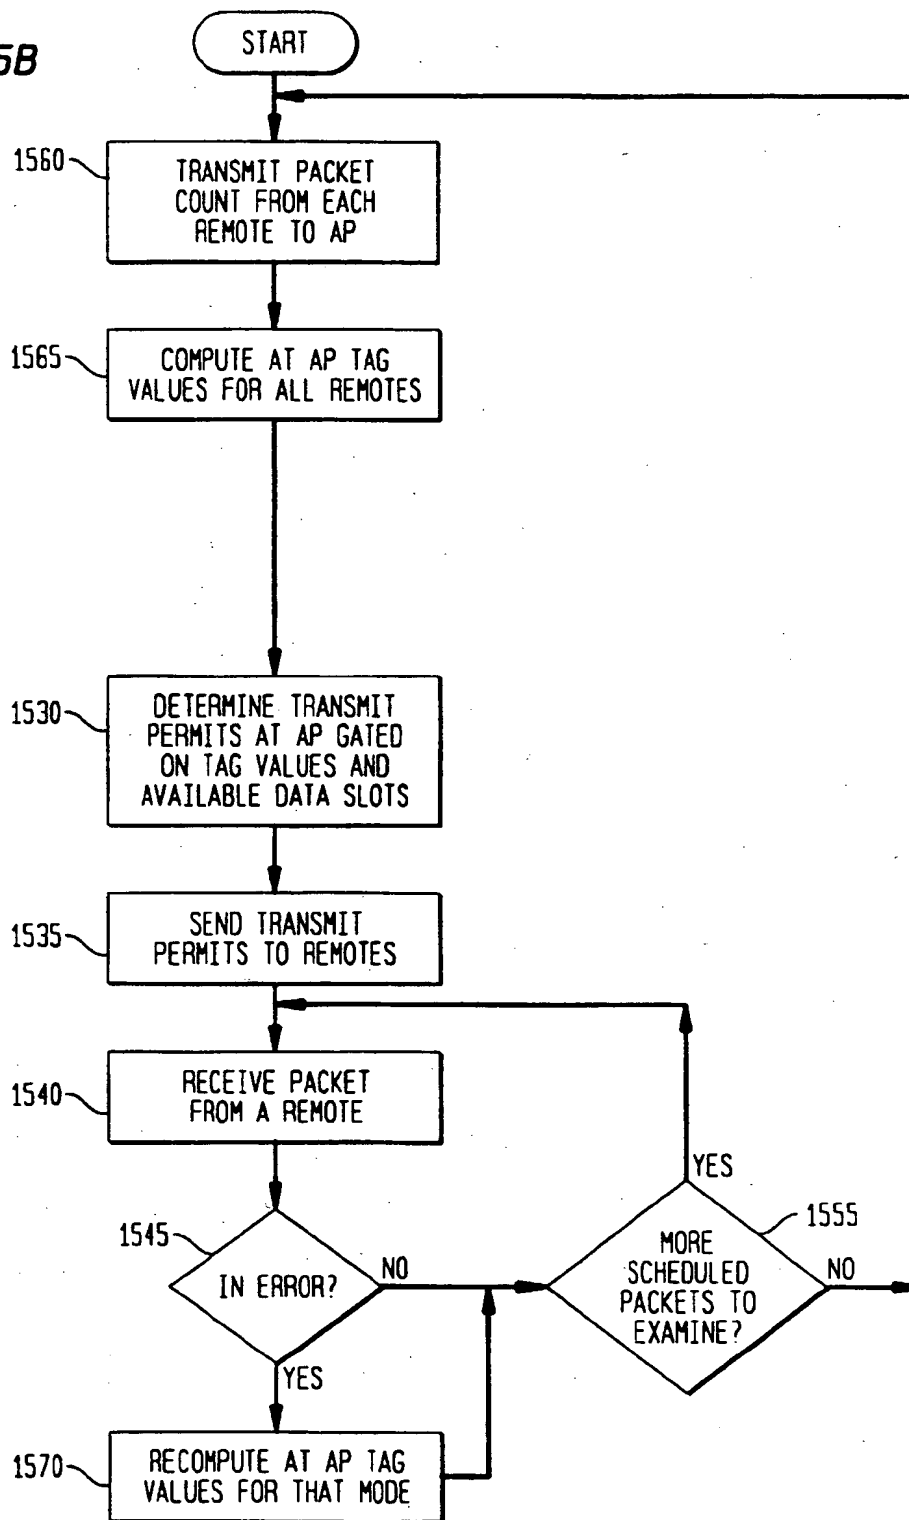 5B
START
1560
TRANSMIT PACKET
COUNT FROM EACH
REMOTE TO AP
1565
COMPUTE AT AP TAG
VALUES FOR ALL REMOTES
1530
DETERMINE TRANSMIT
PERMITS AT AP GATED
ON TAG VALUES AND
AVAILABLE DATA SLOTS
1535
SEND TRANSMIT
PERMITS TO REMOTES
1540
RECEIVE PACKET
FROM A REMOTE
YES
1545
IN ERROR?
NO
1555
MORE
SCHEDULED
PACKETS TO
EXAMINE?
NO
YES
1570
RECOMPUTE AT AP TAG
VALUES FOR THAT MODE